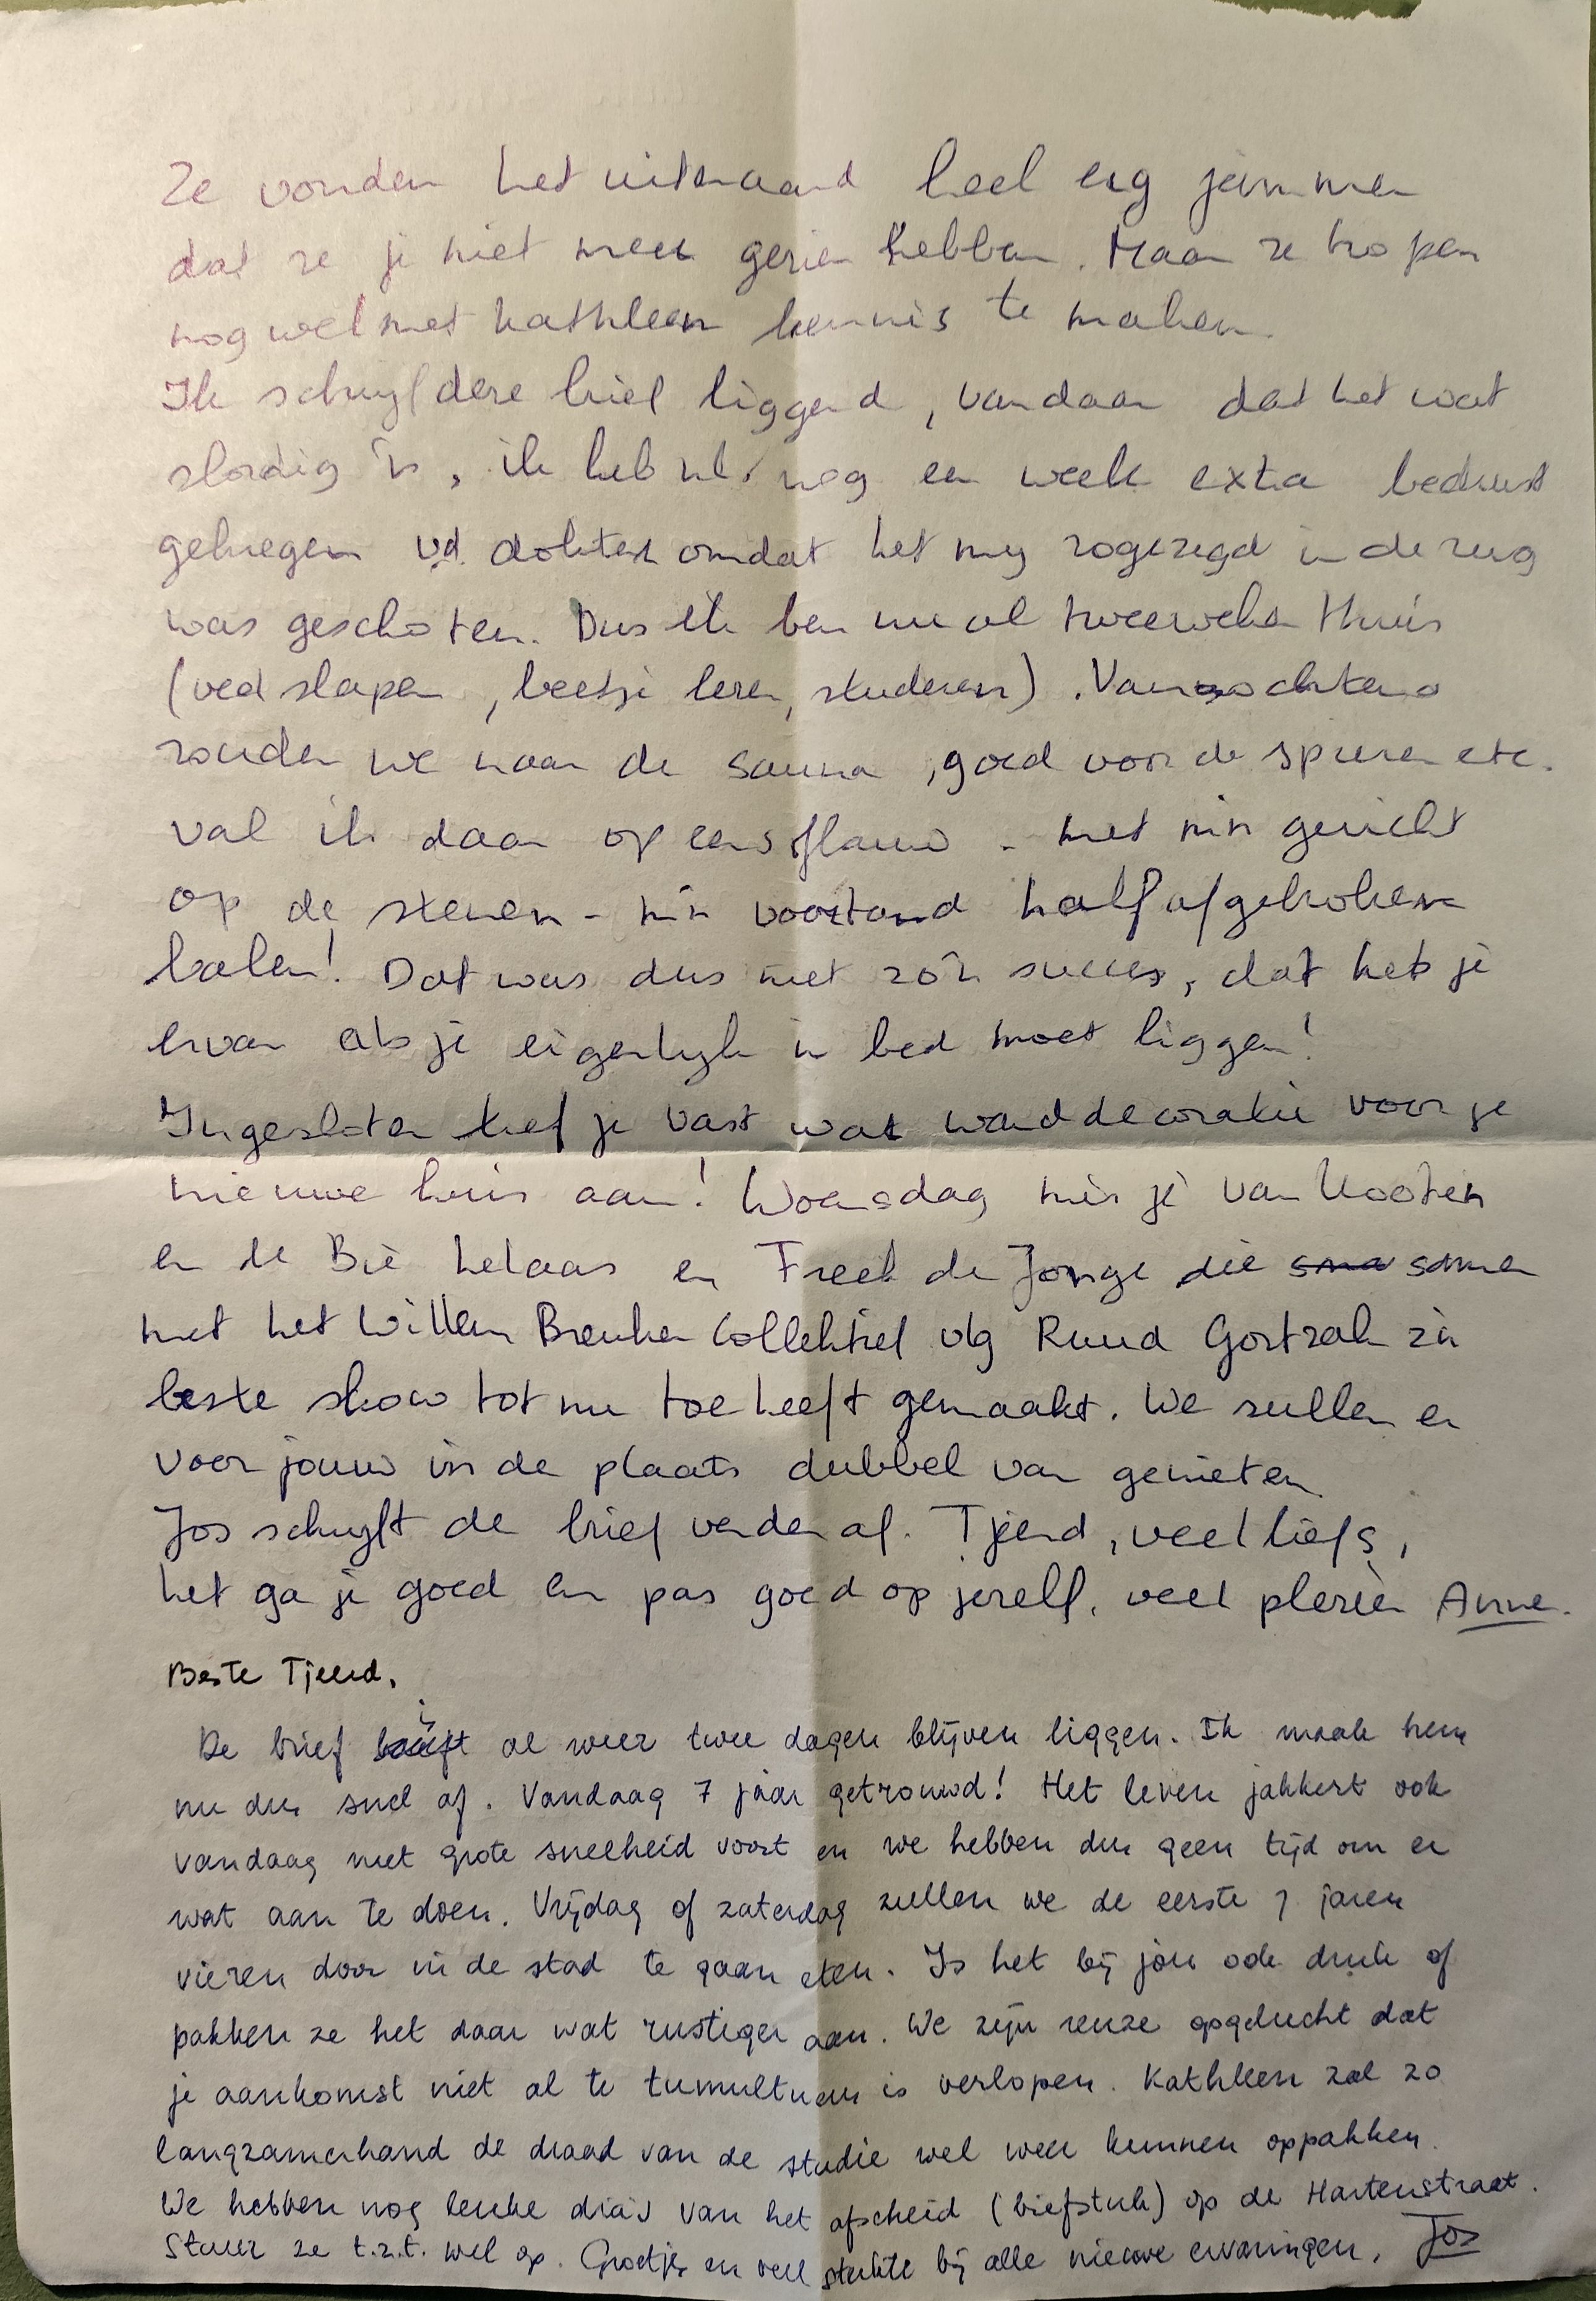 Ze vonden het uiteraard heel erg jammer
dat ze je niet meer gezien hebben. Maar ze hopen
nog wel met Kathleen kennis te maken.
Ik schrijf deze brief liggend, vandaar dat het wat
slordig is, ik heb nl. nog een week extra bedrust
gekregen v.d. dokter omdat het mij zogezegd in de rug
was geschoten. Dus ik ben nu al twee weken thuis
(veel slapen, beetje lezen, studeren). Vanochtend
zouden we naar de sauna, goed voor de spieren etc.
val ik daar opeens flauw - met m'n gezicht
op de stenen - m'n voortand half afgebroken
balen! Dat was dus niet zo'n succes, dat heb je
ervan als je eigenlijk in bed moet liggen!
Ingesloten tref je vast wat wanddecoratie voor je
nieuwe huis aan! Woensdag mis je van Kooten
en de Bie helaas en Freek de Jonge die samen
met het Willem Breuker Collektief vlg Ruud Gortzak z'n
beste show tot nu toe heeft gemaakt. We zullen er
voor jouw in de plaats dubbel van genieten.
Jos schrijft de brief verder af. Tjeerd, veel liefs,
het ga je goed en pas goed op jezelf, veel plezier Anne.
Beste Tjeerd,
De brief is al weer twee dagen blijven liggen. Ik maak hem
nu dus snel af. Vandaag 7 jaar getrouwd! Het leven jakkert ook
vandaag met grote snelheid voort en we hebben dus geen tijd om er
wat aan te doen. Vrijdag of zaterdag zullen we de eerste 7 jaren
vieren door in de stad te gaan eten. Is het bij jou ook druk of
pakken ze het daar wat rustiger aan. We zijn reuze opgelucht dat
je aankomst niet al te tumultueus is verlopen. Kathleen zal zo
langzamerhand de draad van de studie wel weer kunnen oppakken.
We hebben nog leuke dia's van het afscheid (biefstuk) op de Hartenstraat.
Stuur ze t.z.t. wel op. Groetjes en veel sterkte bij alle nieuwe ervaringen. Jos